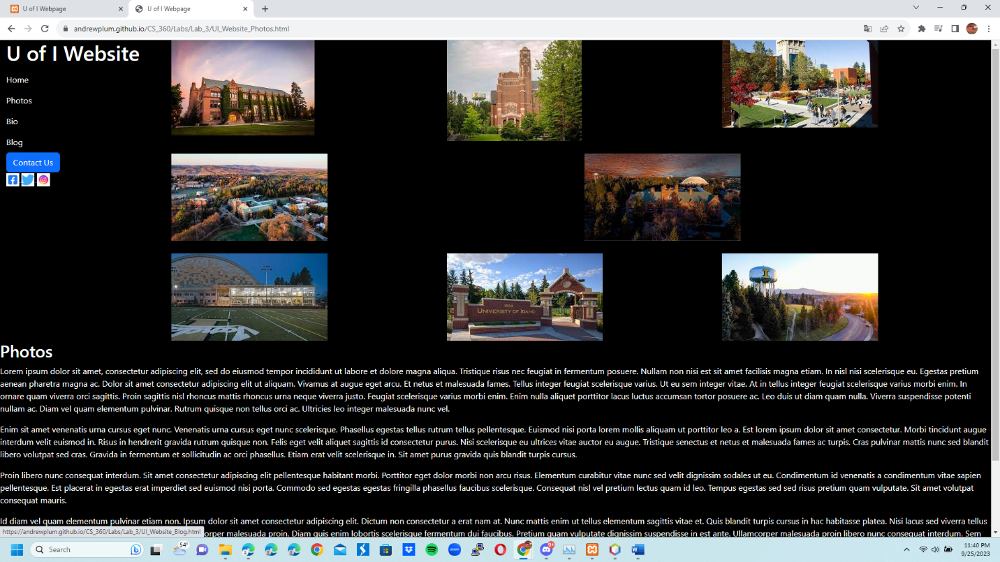 U of I Webpage
U of I Webpage
andrewplum.github.io/CS_360/Labs/Lab_3/UI_Website_Photos.html
U of I Website
Home
Photos
Bio
Blog
Contact Us
I
1889
UNIVERSITY OF IDAHO
Photos
Lorem ipsum dolor sit amet, consectetur adipiscing elit, sed do eiusmod tempor incididunt ut labore et dolore magna aliqua. Tristique risus nec feugiat in fermentum posuere. Nullam non nisi est sit amet facilisis magna etiam. In nisl nisi scelerisque eu. Egestas pretium
aenean pharetra magna ac. Dolor sit amet consectetur adipiscing elit ut aliquam. Vivamus at augue eget arcu. Et netus et malesuada fames. Tellus integer feugiat scelerisque varius. Ut eu sem integer vitae. At in tellus integer feugiat scelerisque varius morbi enim. In
ornare quam viverra orci sagittis. Proin sagittis nisl rhoncus mattis rhoncus urna neque viverra justo. Feugiat scelerisque varius morbi enim. Enim nulla aliquet porttitor lacus luctus accumsan tortor posuere ac. Leo duis ut diam quam nulla. Viverra suspendisse potenti
nullam ac. Diam vel quam elementum pulvinar. Rutrum quisque non tellus orci ac. Ultricies leo integer malesuada nunc vel.
Enim sit amet venenatis urna cursus eget nunc. Venenatis urna cursus eget nunc scelerisque. Phasellus egestas tellus rutrum tellus pellentesque. Euismod nisi porta lorem mollis aliquam ut porttitor leo a. Est lorem ipsum dolor sit amet consectetur. Morbi tincidunt augue
interdum velit euismod in. Risus in hendrerit gravida rutrum quisque non. Felis eget velit aliquet sagittis id consectetur purus. Nisi scelerisque eu ultrices vitae auctor eu augue. Tristique senectus et netus et malesuada fames ac turpis. Cras pulvinar mattis nunc sed blandit
libero volutpat sed cras. Gravida in fermentum et sollicitudin ac orci phasellus. Etiam erat velit scelerisque in. Sit amet purus gravida quis blandit turpis cursus.
Proin libero nunc consequat interdum. Sit amet consectetur adipiscing elit pellentesque habitant morbi. Porttitor eget dolor morbi non arcu risus. Elementum curabitur vitae nunc sed velit dignissim sodales ut eu. Condimentum id venenatis a condimentum vitae sapien
pellentesque. Est placerat in egestas erat imperdiet sed euismod nisi porta. Commodo sed egestas egestas fringilla phasellus faucibus scelerisque. Consequat nisl vel pretium lectus quam id leo. Tempus egestas sed sed risus pretium quam vulputate. Sit amet volutpat
consequat mauris.
Id diam vel quam elementum pulvinar etiam non. Ipsum dolor sit amet consectetur adipiscing elit. Dictum non consectetur a erat nam at. Nunc mattis enim ut tellus elementum sagittis vitae et. Quis blandit turpis cursus in hac habitasse platea. Nisi lacus sed viverra tellus
https://andrewplum.github.io/CS_360/Labs/Lab_3/UI_Website_Blog.html
orper malesuada proin. Diam quis enim lobortis scelerisque fermentum dui faucibus. Pretium quam vulputate dignissim suspendisse in est ante. Ullamcorper malesuada proin libero nunc consequat interdum. Sem
Search
54°
zoom
9+
11:40 PM
9/25/2023